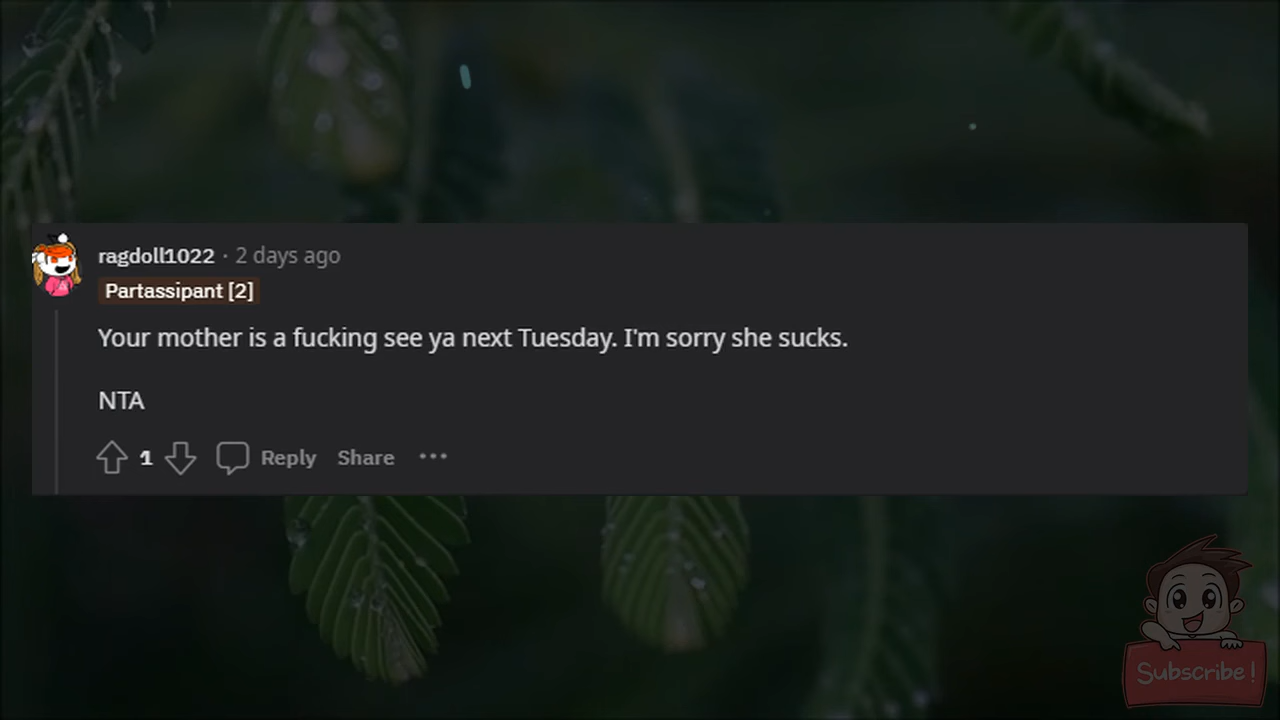 ragdoll1022 · 2 days ago
Partassipant [2]
Your mother is a fucking see ya next Tuesday. I'm sorry she sucks.
NTA
1 Reply Share ···
Subscribe!